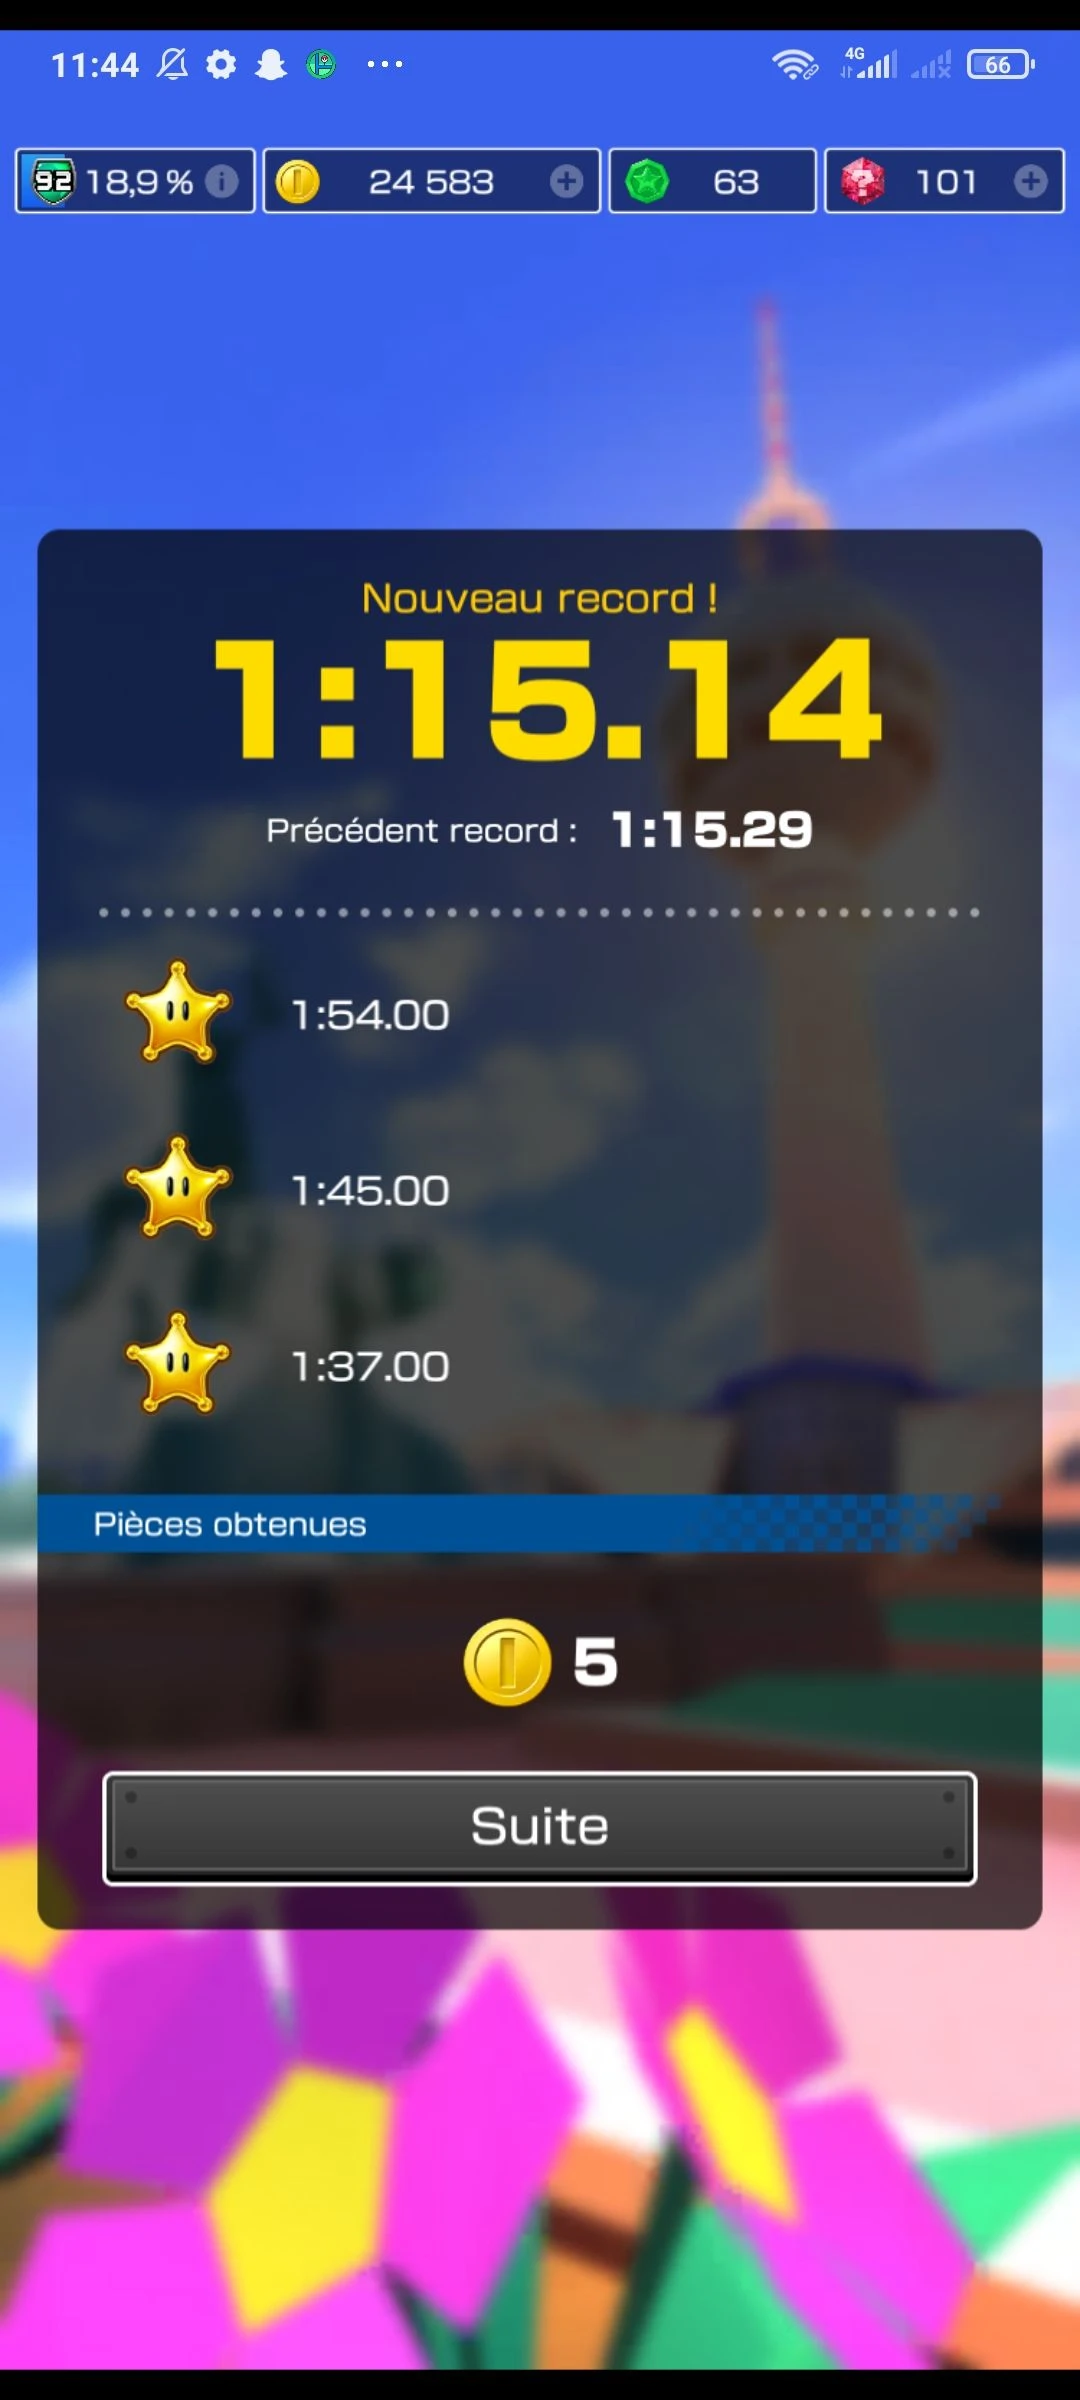 11:44 4G 66
92 18,9 % 24 583 63 101
Nouveau record !
1:15.14
Précédent record : 1:15.29
1:54.00
1:45.00
1:37.00
Pièces obtenues
5
Suite